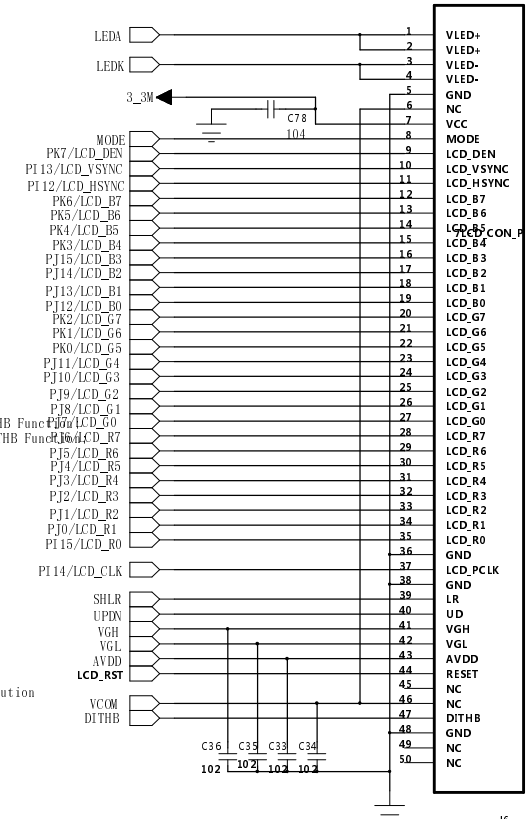 LEDA 1 VLED+
2 VLED+
LEDK 3 VLED-
4 VLED-
5 GND
3_3M 6 NC
C78 7 VCC
104
MODE 8 MODE
PK7/LCD_DEN 9 LCD_DEN
PI13/LCD_VSYNC 10 LCD_VSYNC
PI12/LCD_HSYNC 11 LCD_HSYNC
PK6/LCD_B7 12 LCD_B7
PK5/LCD_B6 13 LCD_B6
PK4/LCD_B5 14 LCD_B5
7LCD_CON_P
PK3/LCD_B4 15 LCD_B4
PJ15/LCD_B3 16 LCD_B3
PJ14/LCD_B2 17 LCD_B2
PJ13/LCD_B1 18 LCD_B1
PJ12/LCD_B0 19 LCD_B0
PK2/LCD_G7 20 LCD_G7
PK1/LCD_G6 21 LCD_G6
PK0/LCD_G5 22 LCD_G5
PJ11/LCD_G4 23 LCD_G4
PJ10/LCD_G3 24 LCD_G3
PJ9/LCD_G2 25 LCD_G2
PJ8/LCD_G1 26 LCD_G1
HB Function: PJ7/LCD_G0 27 LCD_G0
THB Function: PJ6/LCD_R7 28 LCD_R7
PJ5/LCD_R6 29 LCD_R6
PJ4/LCD_R5 30 LCD_R5
PJ3/LCD_R4 31 LCD_R4
PJ2/LCD_R3 32 LCD_R3
PJ1/LCD_R2 33 LCD_R2
PJ0/LCD_R1 34 LCD_R1
PI15/LCD_R0 35 LCD_R0
36 GND
PI14/LCD_CLK 37 LCD_PCLK
38 GND
SHLR 39 LR
UPDN 40 UD
VGH 41 VGH
VGL 42 VGL
AVDD 43 AVDD
LCD_RST 44 RESET
45 NC
ution
VCOM 46 NC
DITHB 47 DITHB
48 GND
C36 C35 C33 C34 49 NC
102 102 102 102 50 NC